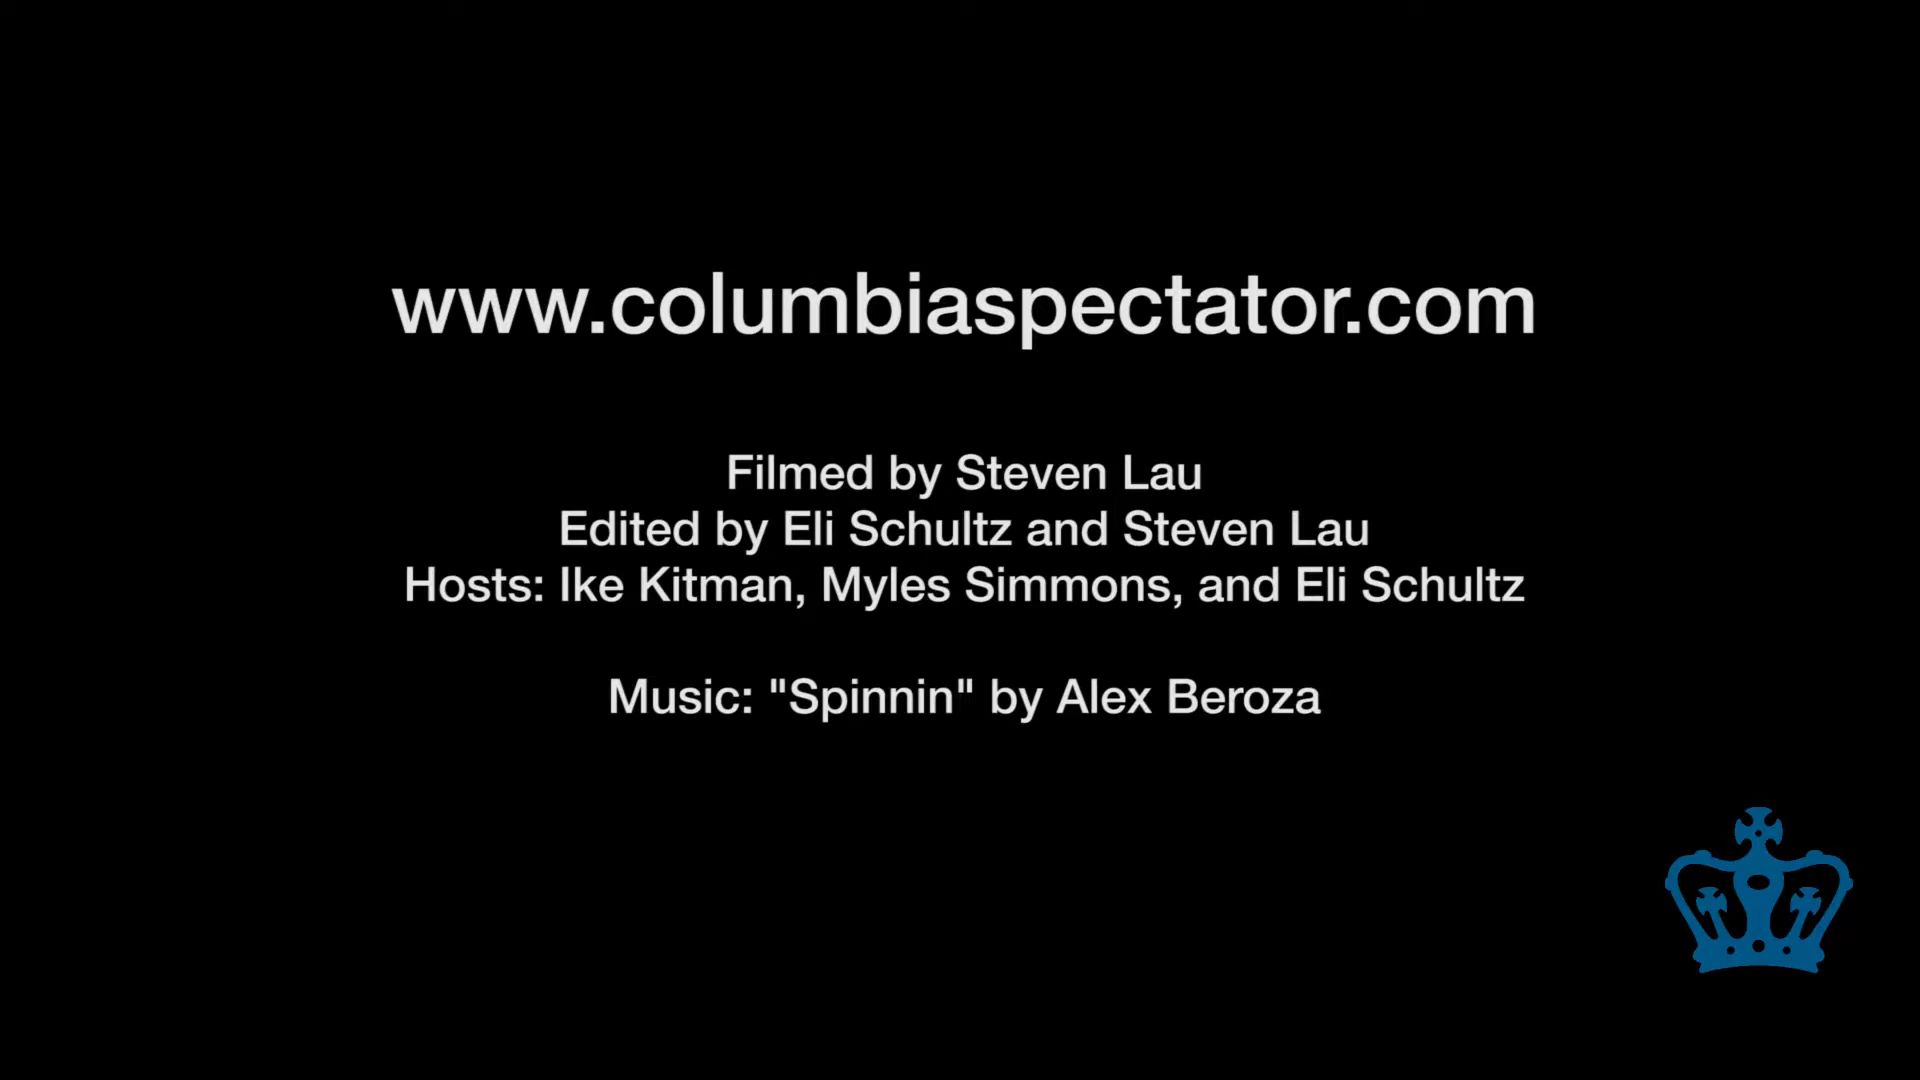 www.columbiaspectator.com
Filmed by Steven Lau
Edited by Eli Schultz and Steven Lau
Hosts: Ike Kitman, Myles Simmons, and Eli Schultz
Music: "Spinnin" by Alex Beroza